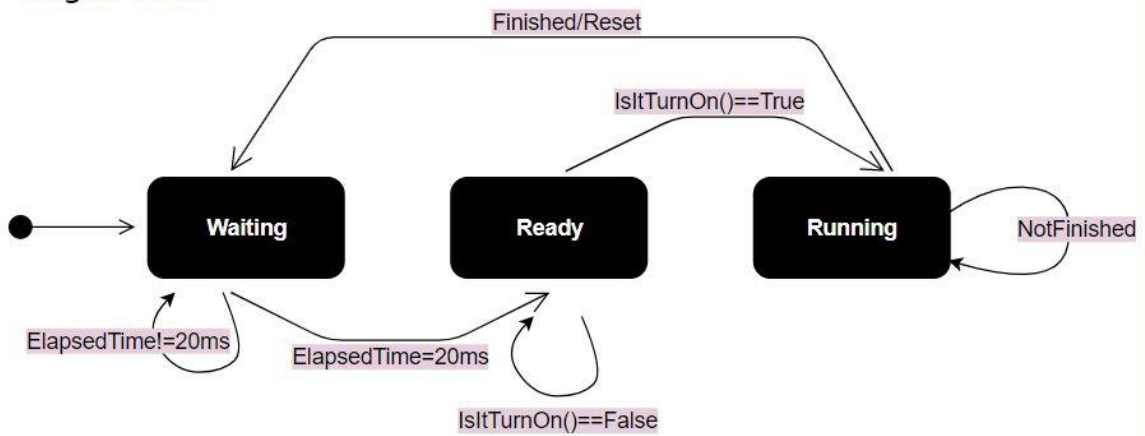 Finished/Reset
IsItTurnOn()==True
Waiting
Ready
Running
NotFinished
ElapsedTime!=20ms
ElapsedTime=20ms
IsItTurnOn()==False